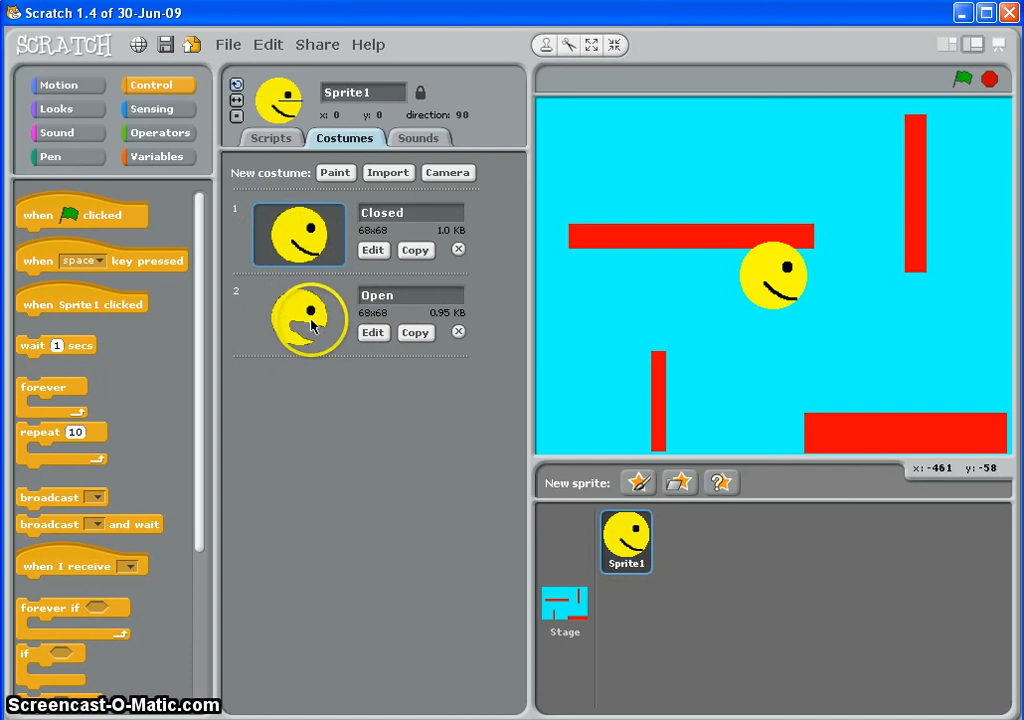 Scratch 1.4 of 30-Jun-09
SCRATCH File Edit Share Help
Motion Control
Looks Sensing
Sound Operators
Pen Variables
Sprite1
x: 0 y: 0 direction: 90
Scripts Costumes Sounds
New costume: Paint Import Camera
1 Closed
68x68 1.0 KB
Edit Copy
2 Open
68x68 0.95 KB
Edit Copy
when clicked
when space key pressed
when Sprite1 clicked
wait 1 secs
forever
repeat 10
broadcast
broadcast and wait
when I receive
forever if
if
x: -461 y: -58
New sprite:
Sprite1
Stage
Screencast-O-Matic.com